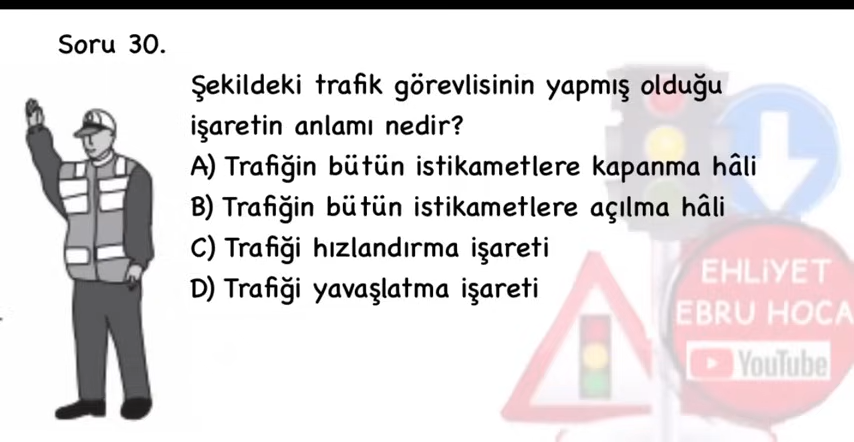 Soru 30.
Şekildeki trafik görevlisinin yapmış olduğu
işaretin anlamı nedir?
A) Trafiğin bütün istikametlere kapanma hâli
B) Trafiğin bütün istikametlere açılma hâli
C) Trafiği hızlandırma işareti
D) Trafiği yavaşlatma işareti
EHLİYET
EBRU HOCA
YouTube